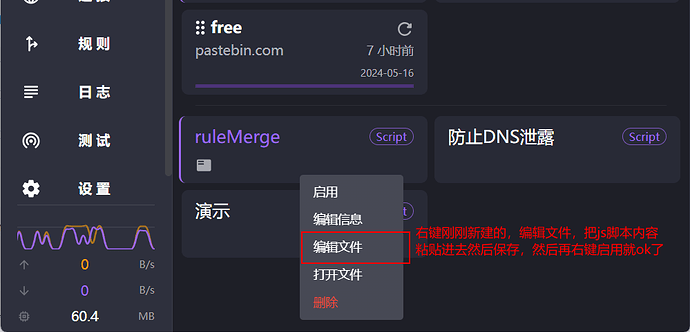 free
pastebin.com
7 小时前
2024-05-16
规则
日志
测试
设置
ruleMerge
Script
防止DNS泄露
Script
演示
启用
编辑信息
编辑文件
打开文件
删除
右键刚刚新建的，编辑文件，把js脚本内容
粘贴进去然后保存，然后再右键启用就ok了
0
B/s
0
B/s
60.4
MB